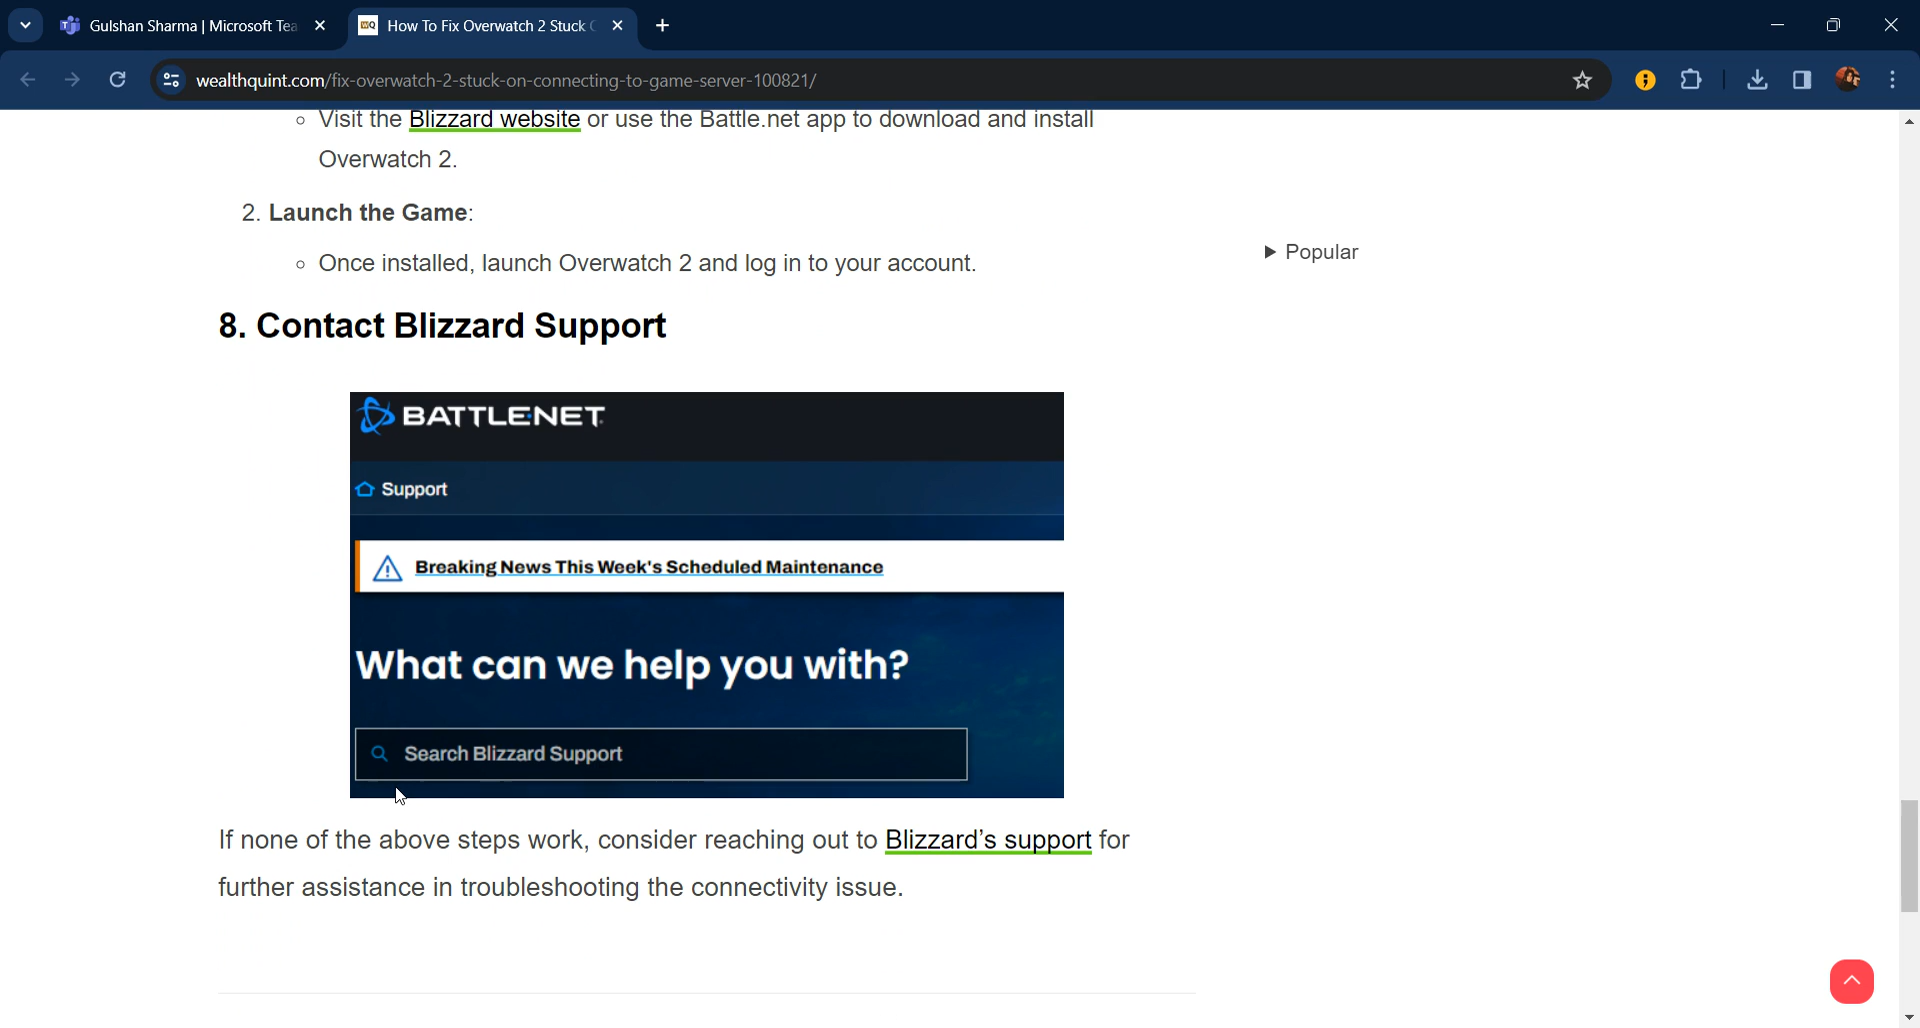 Gulshan Sharma | Microsoft Tea
How To Fix Overwatch 2 Stuck
wealthquint.com/fix-overwatch-2-stuck-on-connecting-to-game-server-100821/
Visit the Blizzard website or use the Battle.net app to download and install
Overwatch 2.
2. Launch the Game:
Once installed, launch Overwatch 2 and log in to your account.
Popular
8. Contact Blizzard Support
BATTLE.NET
Support
Breaking News This Week's Scheduled Maintenance
What can we help you with?
Search Blizzard Support
If none of the above steps work, consider reaching out to Blizzard’s support for
further assistance in troubleshooting the connectivity issue.